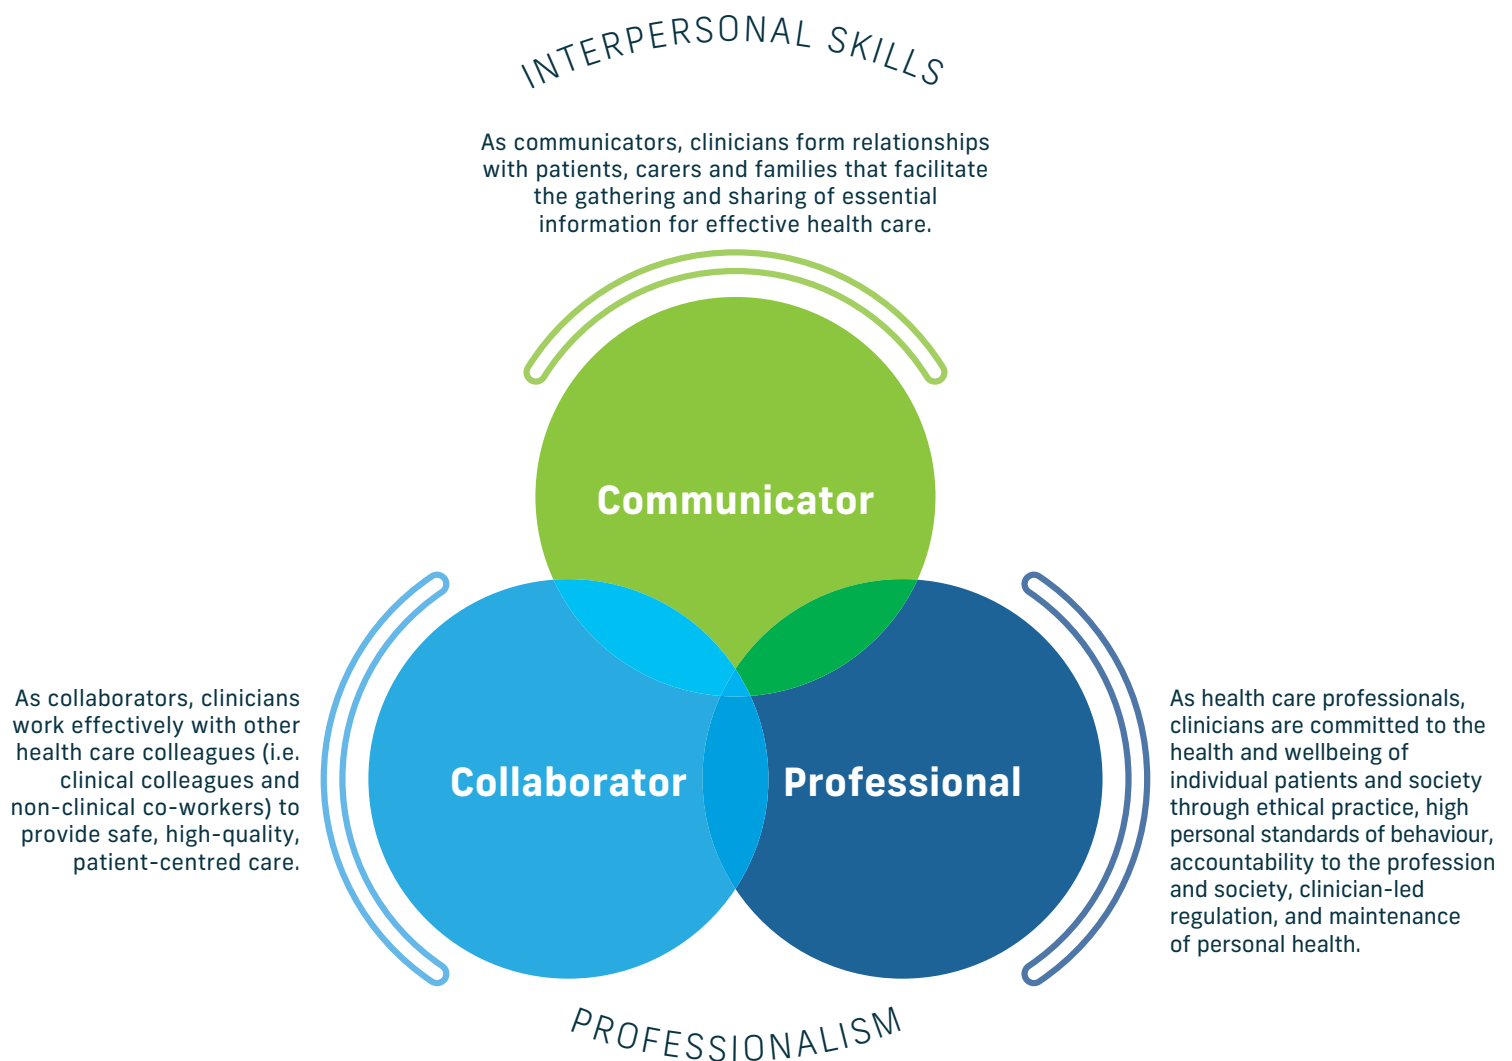 INTERPERSONAL SKILLS
As communicators, clinicians form relationships
with patients, carers and families that facilitate
the gathering and sharing of essential
information for effective health care.
Communicator
As collaborators, clinicians
work effectively with other
health care colleagues (i.e.
clinical colleagues and
non-clinical co-workers) to
provide safe, high-quality,
patient-centred care.
Collaborator
Professional
As health care professionals,
clinicians are committed to the
health and wellbeing of
individual patients and society
through ethical practice, high
personal standards of behaviour,
accountability to the profession
and society, clinician-led
regulation, and maintenance
of personal health.
PROFESSIONALISM